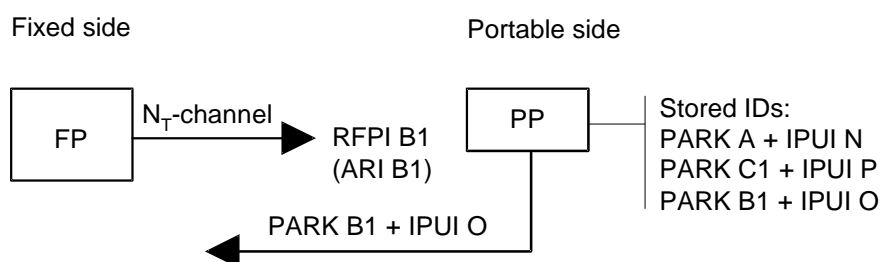 Fixed side
Portable side
FP
N_T-channel
RFPI B1
(ARI B1)
PP
Stored IDs:
PARK A + IPUI N
PARK C1 + IPUI P
PARK B1 + IPUI O
PARK B1 + IPUI O